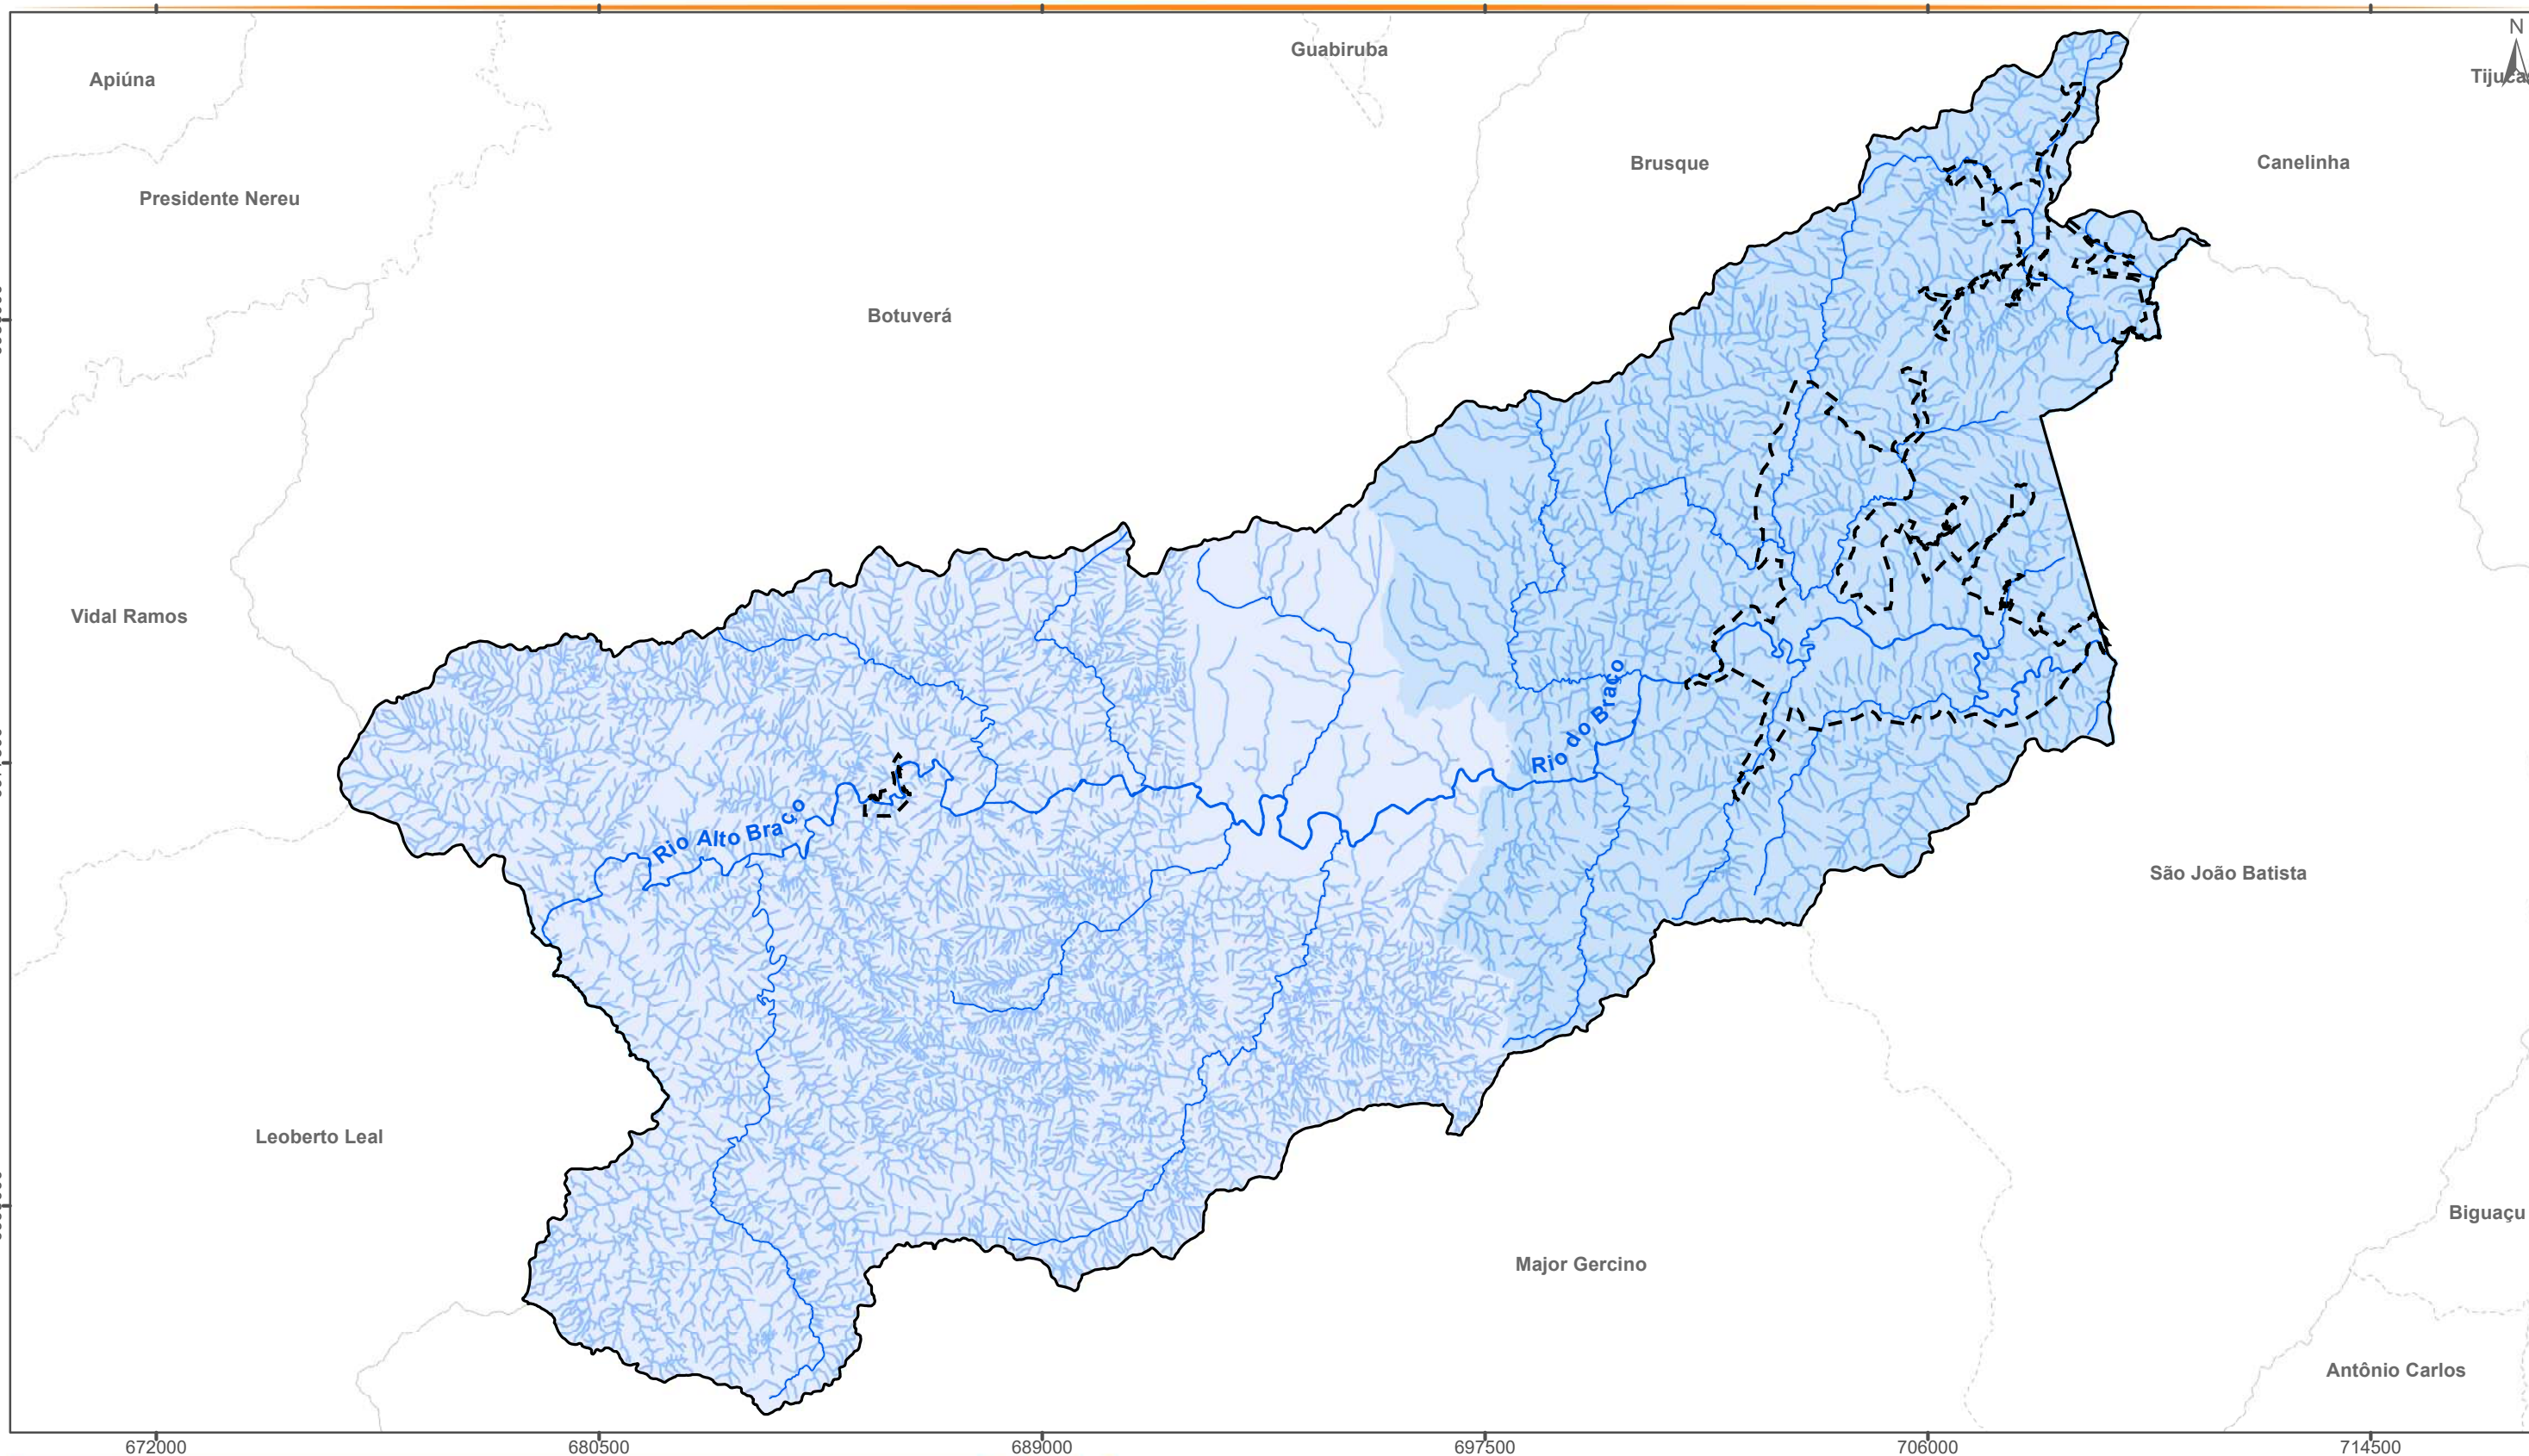 Guabiruba
N
Apiúna
Tijucas
Brusque
Canelinha
Presidente Nereu
Botuverá
Vidal Ramos
Rio do Braço
Rio Alto Braço
São João Batista
Leoberto Leal
Biguaçu
Major Gercino
Antônio Carlos
672000
680500
689000
697500
706000
714500